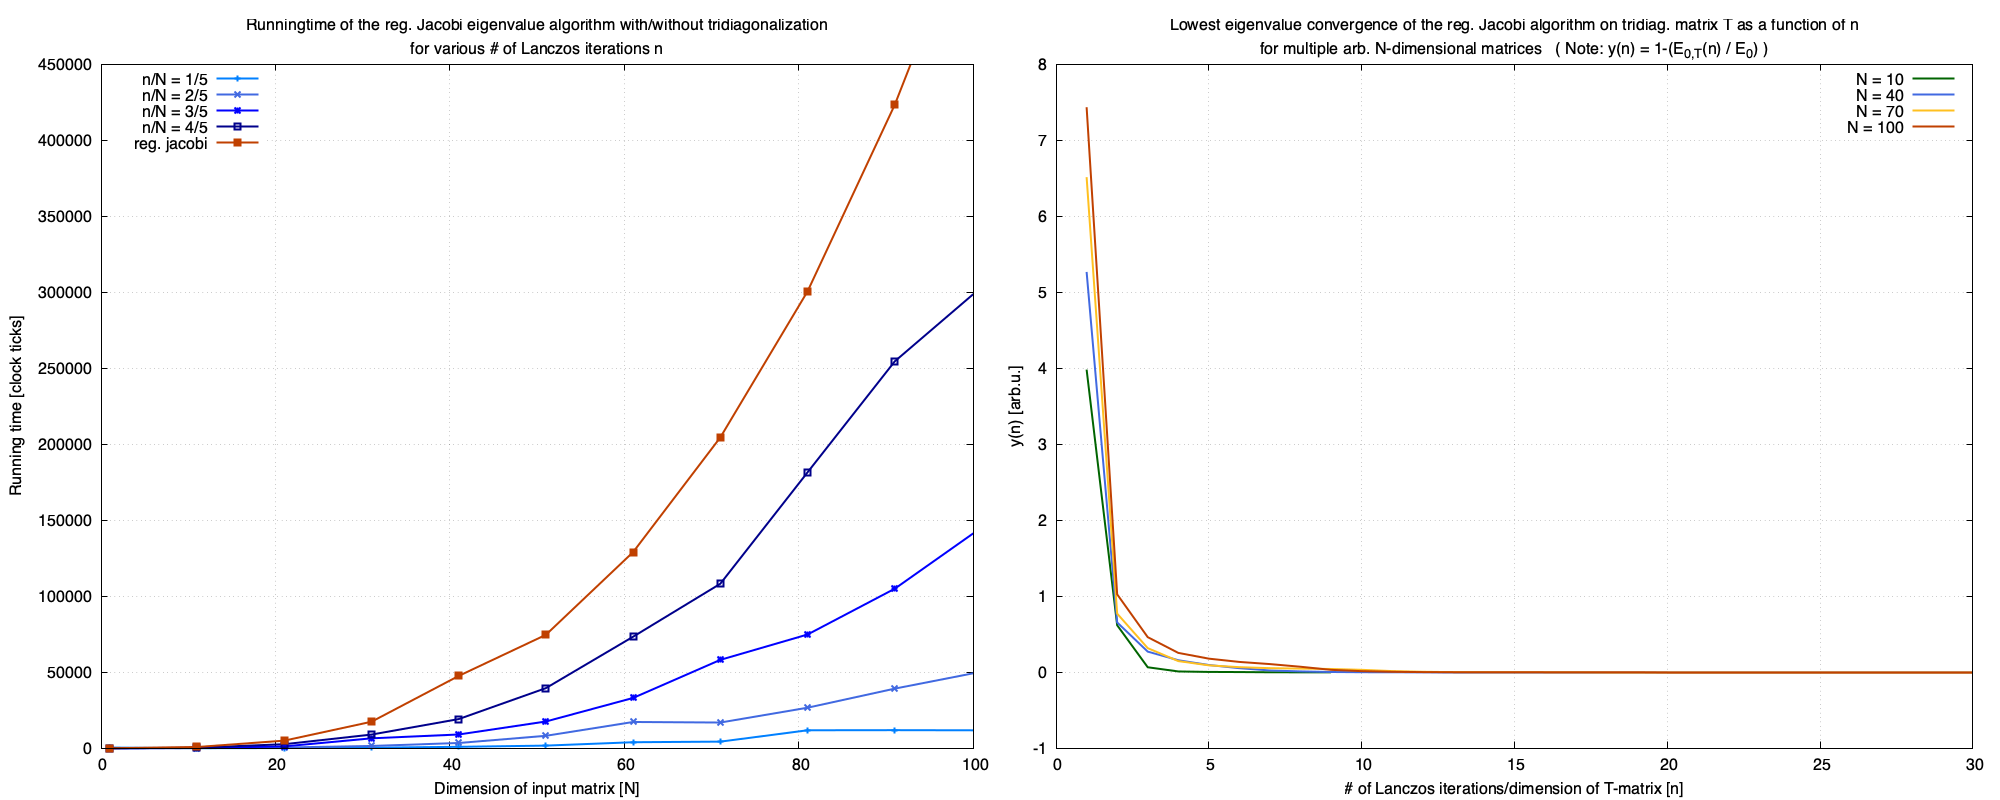 Runningtime of the reg. Jacobi eigenvalue algorithm with/without tridiagonalization
for various # of Lanczos iterations n
n/N = 1/5
n/N = 2/5
n/N = 3/5
n/N = 4/5
reg. jacobi
450000
400000
350000
300000
250000
200000
150000
100000
50000
0
Running time [clock ticks]
0 20 40 60 80 100
Dimension of input matrix [N]
Lowest eigenvalue convergence of the reg. Jacobi algorithm on tridiag. matrix T as a function of n
for multiple arb. N-dimensional matrices ( Note: y(n) = 1-(E0,T(n) / E0) )
N = 10
N = 40
N = 70
N = 100
8
7
6
5
4
3
2
1
0
-1
y(n) [arb.u.]
0 5 10 15 20 25 30
# of Lanczos iterations/dimension of T-matrix [n]